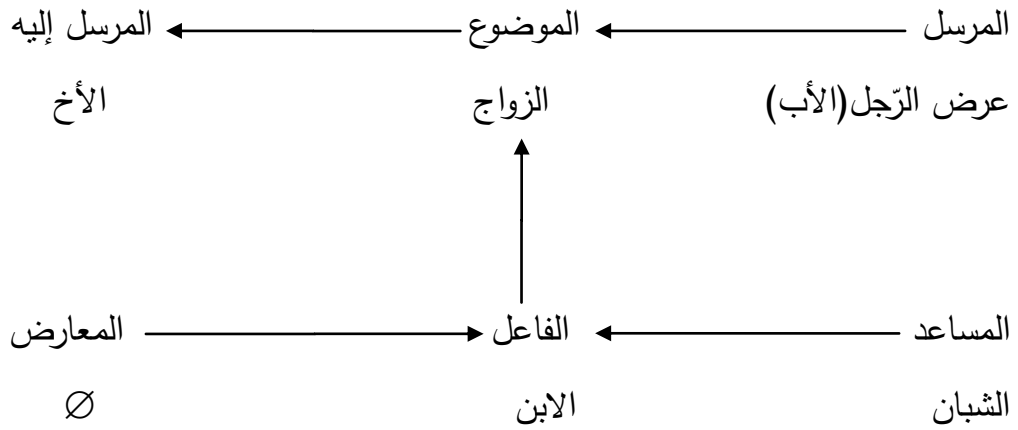 المرسل الموضوع المرسل إليه
عرض الرّجل(الأب) الزواج الأخ
المساعد الفاعل المعارض
الشبان الابن ∅